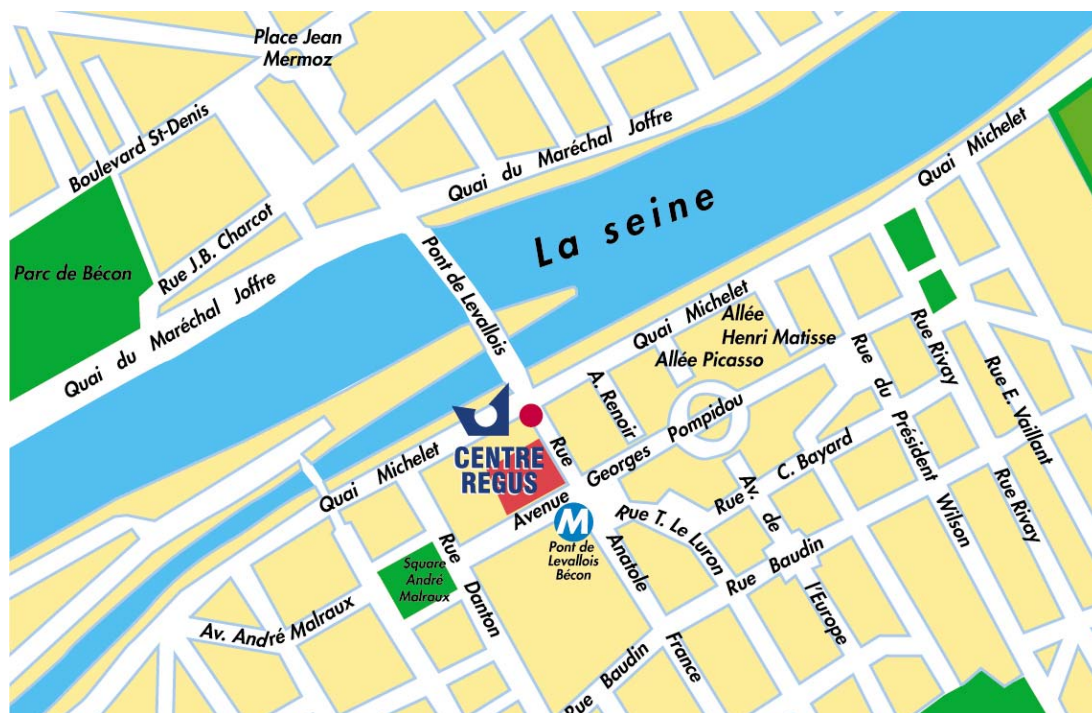 Place Jean
Mermoz
Boulevard St-Denis
Quai du Maréchal Joffre
Quai Michelet
La seine
Rue J.B. Charcot
Parc de Bécon
Pont de Levallois
Quai du Maréchal Joffre
Quai Michelet
Allée
Henri Matisse
Allée Picasso
Rue Rivay
Rue E. Vaillant
Rue du Président Wilson
A. Renoir
CENTRE
REGUS
Quai Michelet
Avenue Georges Pompidou
Rue Anatole France
Rue C. Bayard
Av. de l'Europe
Rue T. Le Luron
Rue Rivay
M
Pont de
Levallois
Bécon
Rue Baudin
Square
André
Malraux
Rue Danton
Av. André Malraux
Rue Baudin